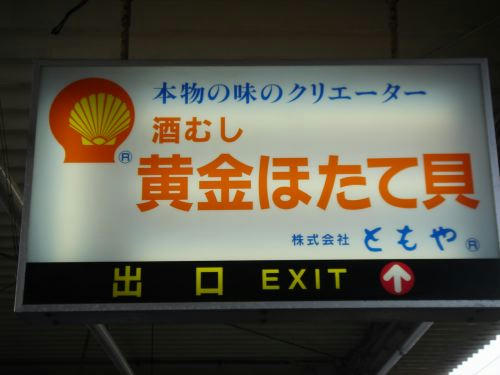 本物の味のクリエーター
酒むし
黄金ほたて貝
株式会社 ともや
出口 EXIT ↑